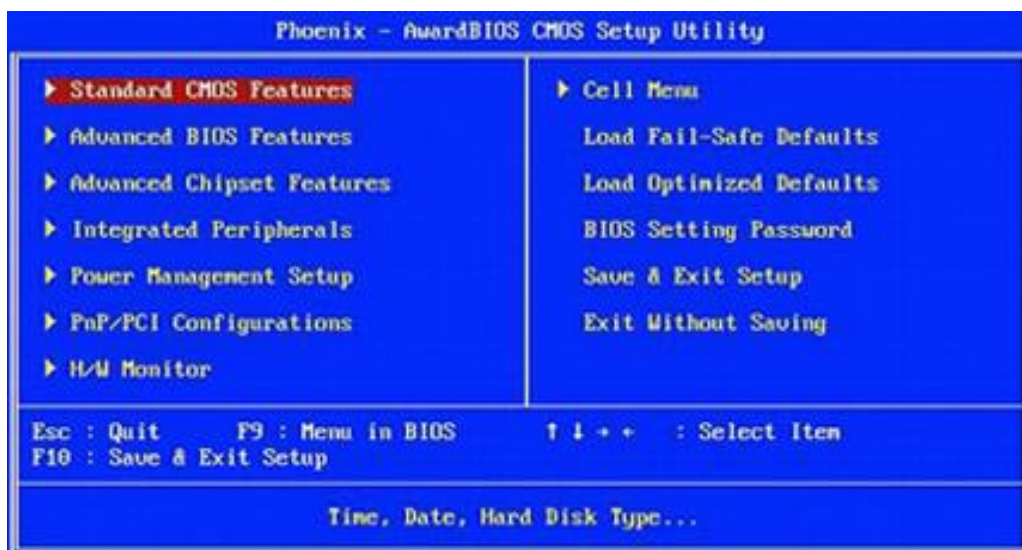 Phoenix - AwardBIOS CMOS Setup Utility
Standard CMOS Features
Advanced BIOS Features
Advanced Chipset Features
Integrated Peripherals
Power Management Setup
PnP/PCI Configurations
H/W Monitor
Cell Menu
Load Fail-Safe Defaults
Load Optimized Defaults
BIOS Setting Password
Save & Exit Setup
Exit Without Saving
Esc : Quit F9 : Menu in BIOS ↑ ↓ → ← : Select Item
F10 : Save & Exit Setup
Time, Date, Hard Disk Type...